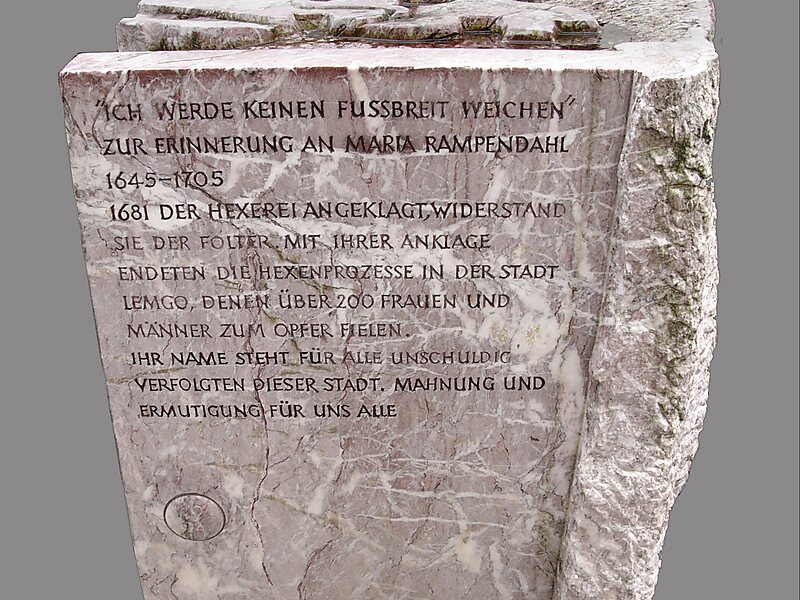 "ICH WERDE KEINEN FUSSBREIT WEICHEN"
ZUR ERINNERUNG AN MARIA RAMPENDAHL
1645-1705
1681 DER HEXEREI ANGEKLAGT, WIDERSTAND
SIE DER FOLTER. MIT IHRER ANKLAGE
ENDETEN DIE HEXENPROZESSE IN DER STADT
LEMGO, DENEN ÜBER 200 FRAUEN UND
MÄNNER ZUM OPFER FIELEN.
IHR NAME STEHT FÜR ALLE UNSCHULDIG
VERFOLGTEN DIESER STADT. MAHNUNG UND
ERMUTIGUNG FÜR UNS ALLE